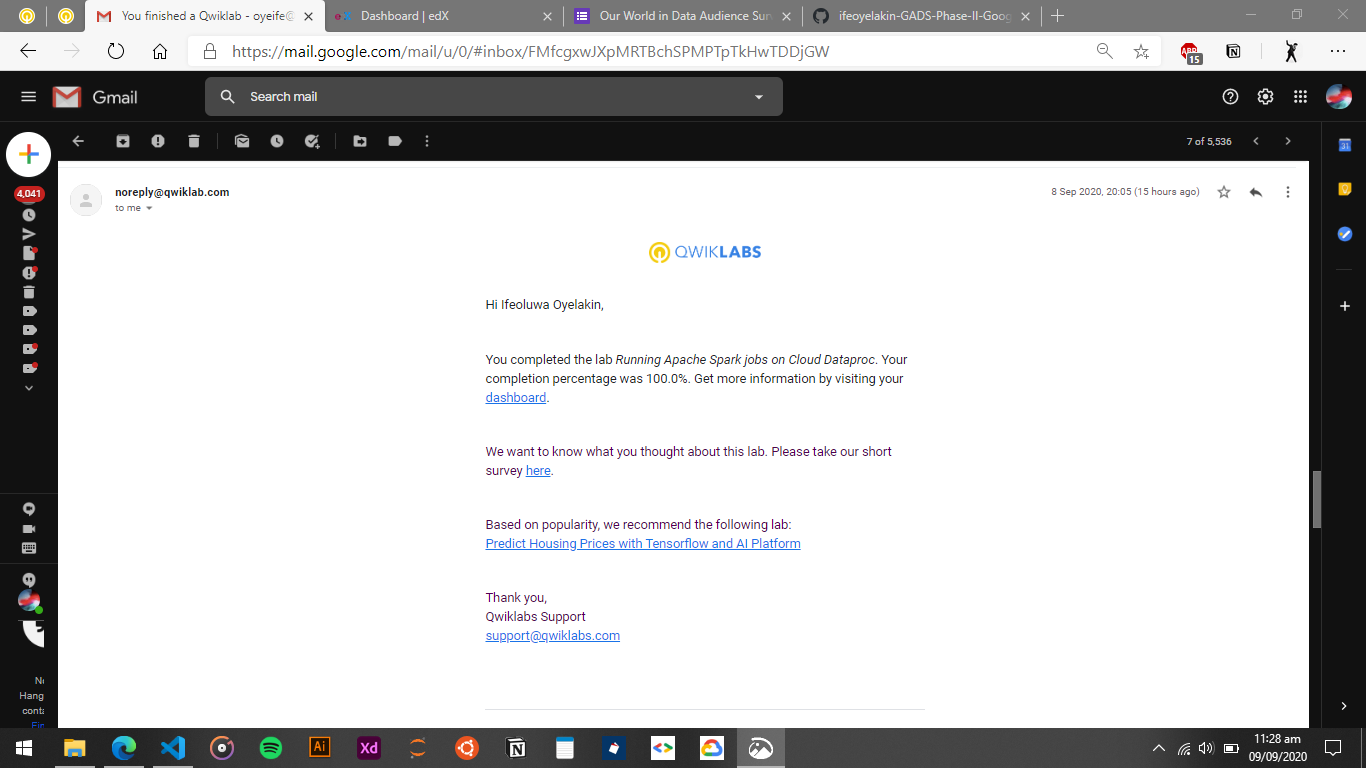 You finished a Qwiklab - oyeife@
Dashboard | edX
Our World in Data Audience Sur
ifeoyelakin-GADS-Phase-II-Goog
https://mail.google.com/mail/u/0/#inbox/FMfcgxwJXpMRTBchSPMPTpTkHwTDDjGW
ABP
15
Gmail
Search mail
7 of 5,536
31
4,041
noreply@qwiklab.com
8 Sep 2020, 20:05 (15 hours ago)
to me
QWIKLABS
Hi Ifeoluwa Oyelakin,
You completed the lab Running Apache Spark jobs on Cloud Dataproc. Your
completion percentage was 100.0%. Get more information by visiting your
dashboard.
We want to know what you thought about this lab. Please take our short
survey here.
Based on popularity, we recommend the following lab:
Predict Housing Prices with Tensorflow and AI Platform
Thank you,
Qwiklabs Support
support@qwiklabs.com
Hang
Ai
Xd
11:28 am
09/09/2020